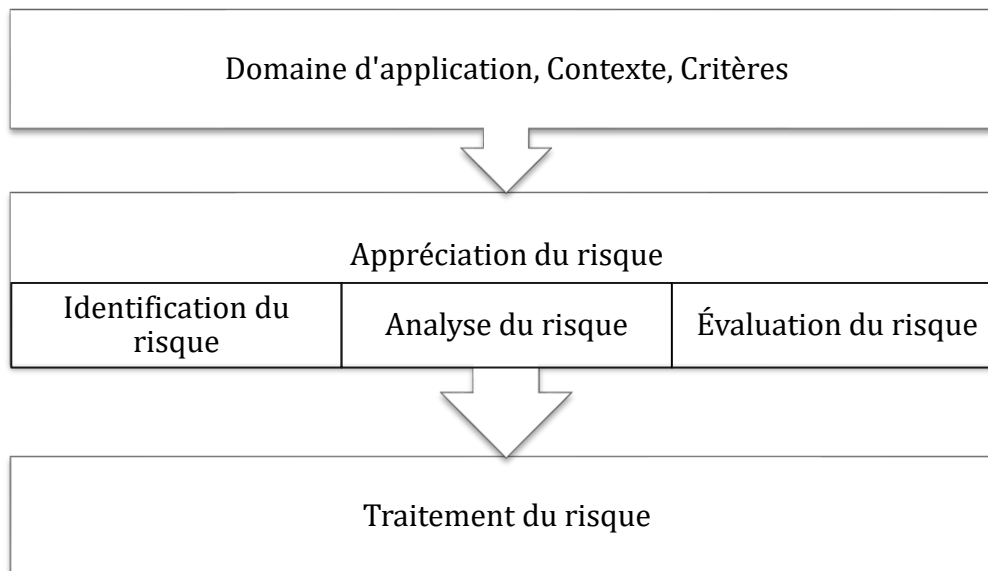 Domaine d'application, Contexte, Critères
Appréciation du risque
Identification du
risque
Analyse du risque
Évaluation du risque
Traitement du risque